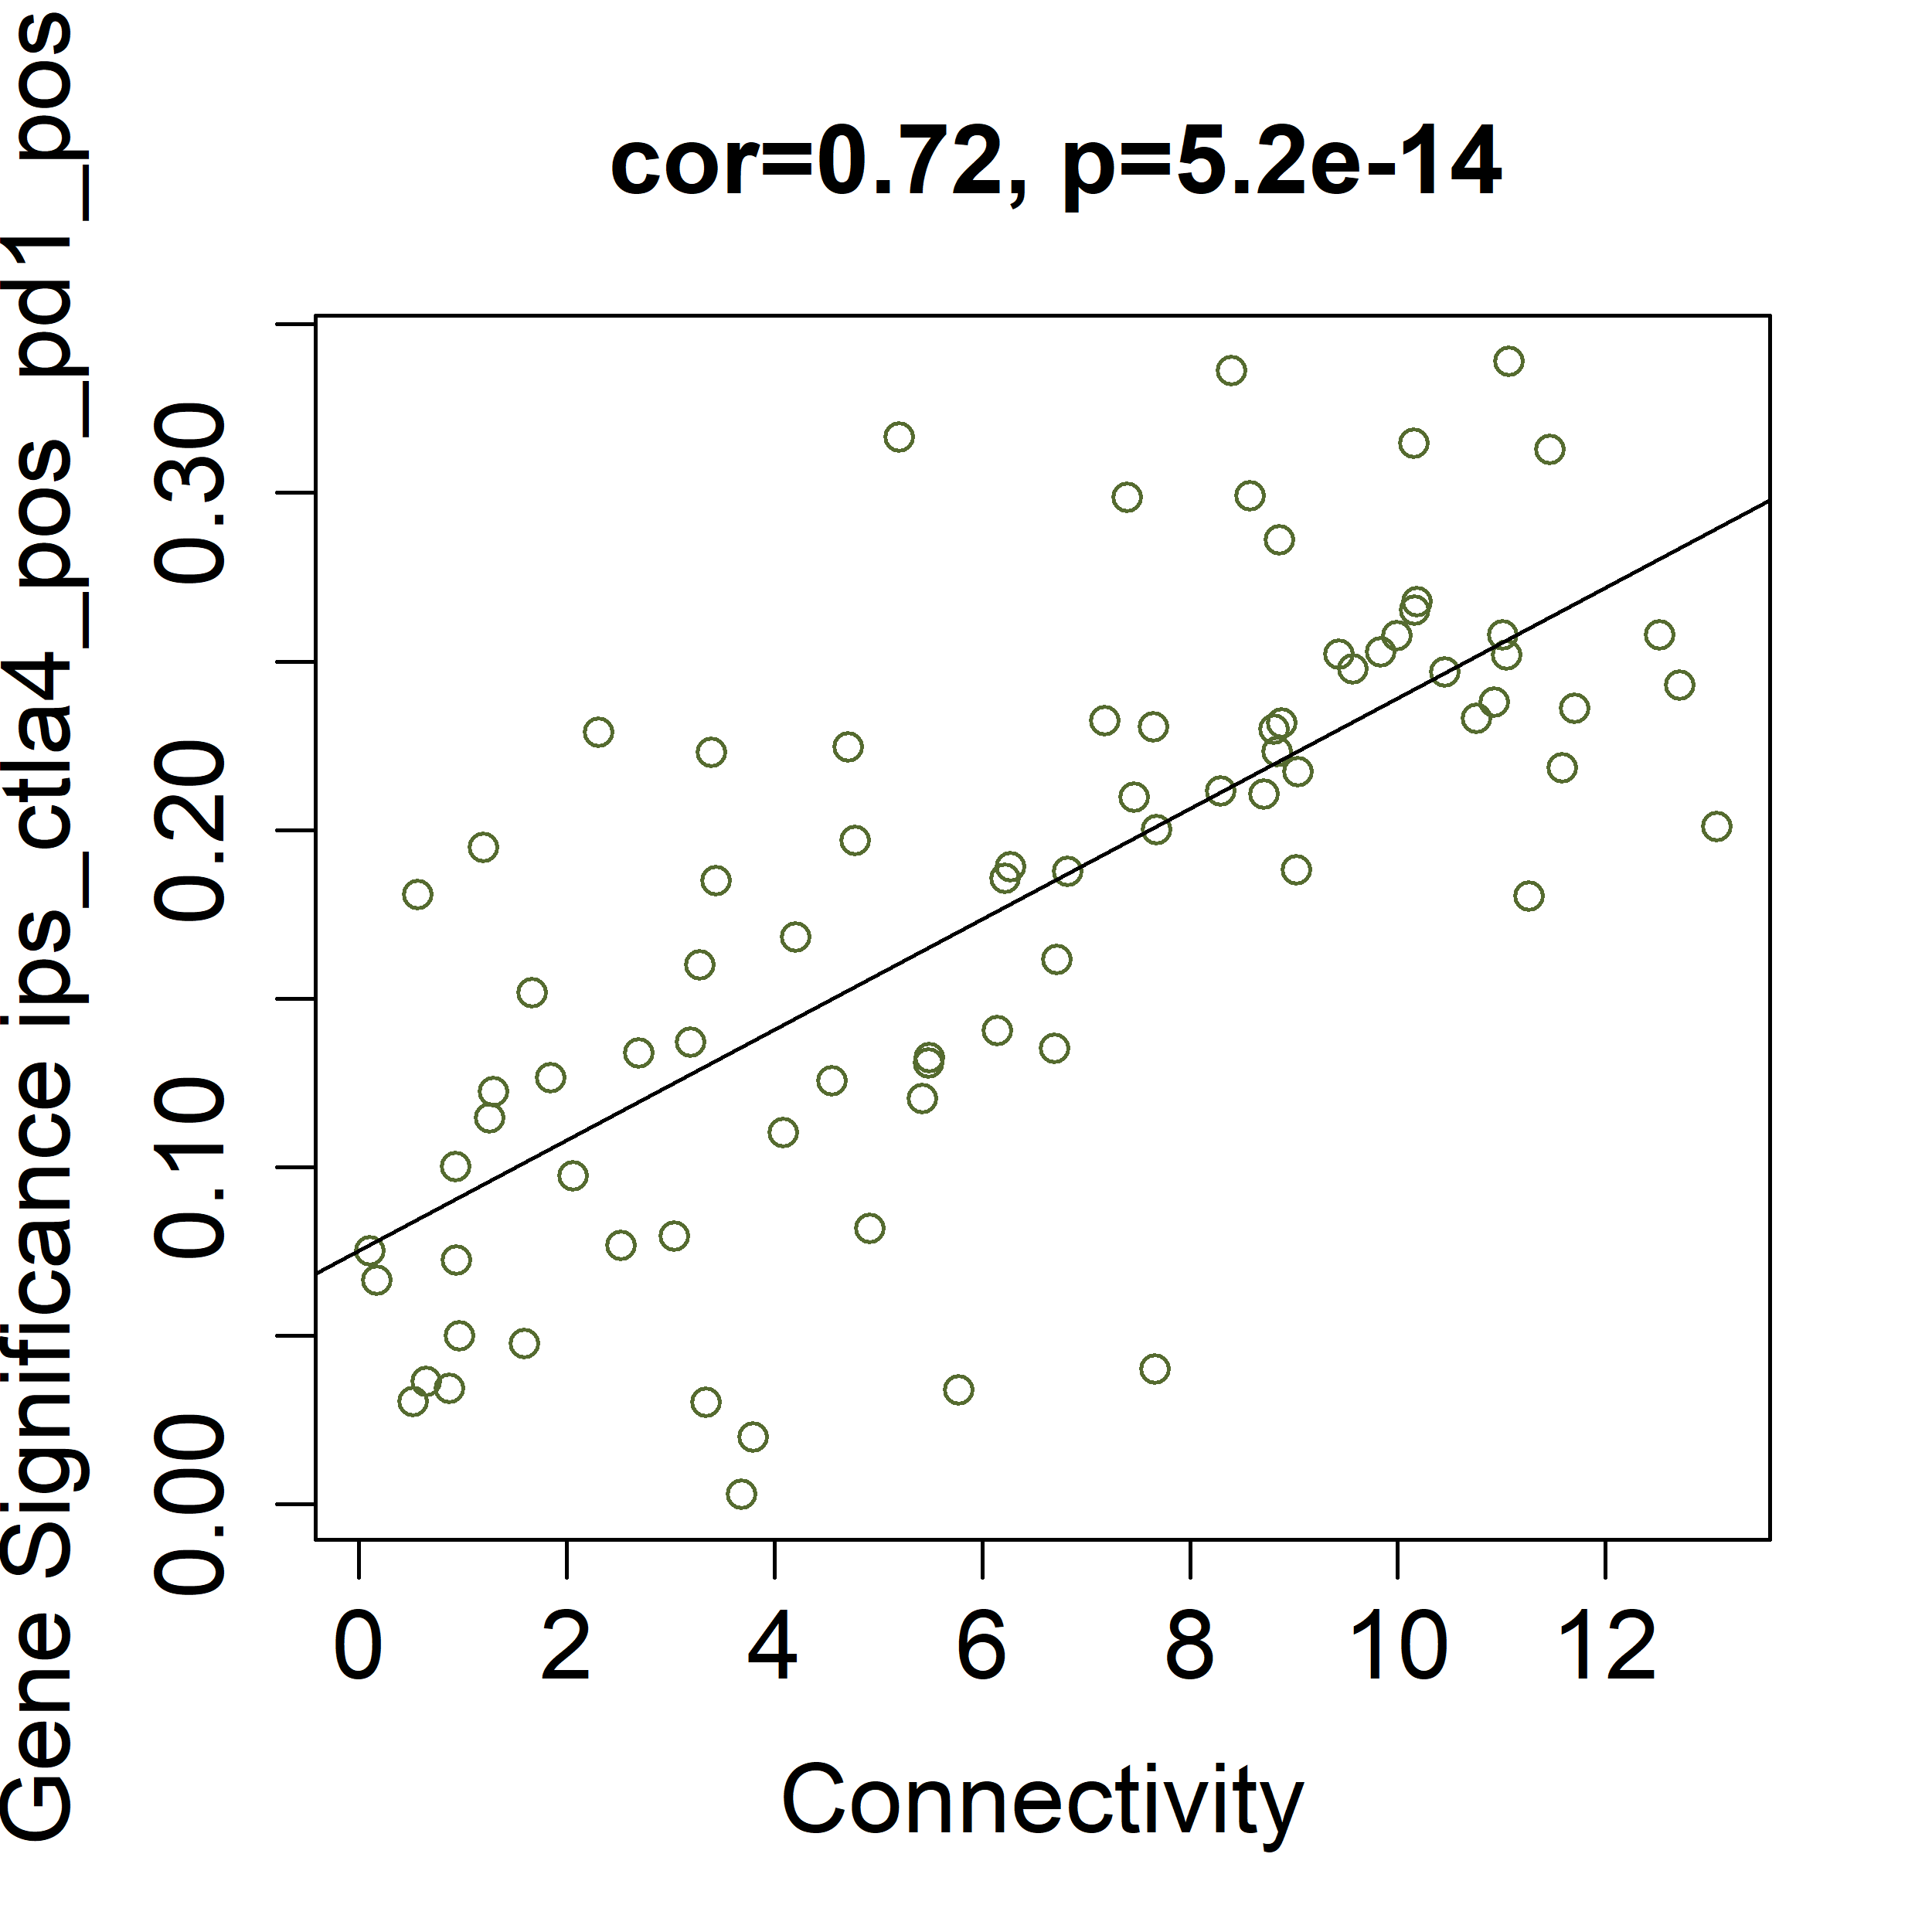 cor=0.72, p=5.2e-14
Gene Significance ips_ctla4_pos_pd1_pos
0.30
0.20
0.10
0.00
0 2 4 6 8 10 12
Connectivity